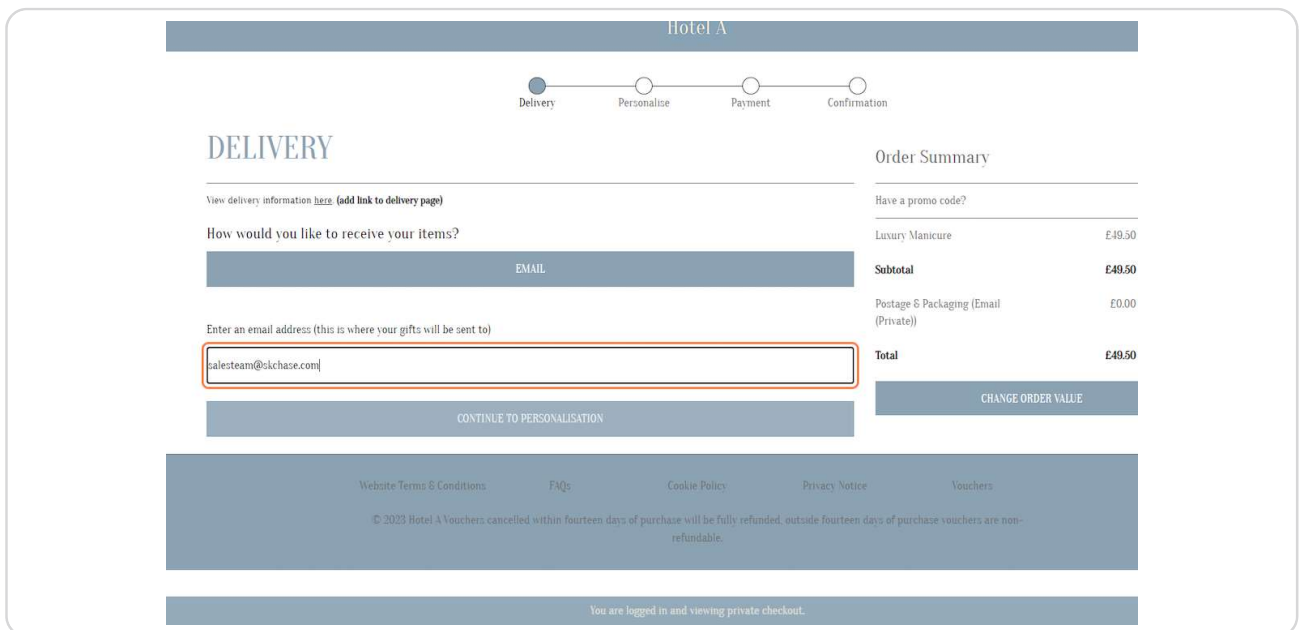 Hotel A
Delivery
Personalise
Payment
Confirmation
DELIVERY
View delivery information here. (add link to delivery page)
How would you like to receive your items?
EMAIL
Enter an email address (this is where your gifts will be sent to)
salesteam@skchase.com
CONTINUE TO PERSONALISATION
Order Summary
Have a promo code?
Luxury Manicure £49.50
Subtotal £49.50
Postage & Packaging (Email £0.00
(Private))
Total £49.50
CHANGE ORDER VALUE
Website Terms & Conditions FAQs Cookie Policy Privacy Notice Vouchers
© 2023 Hotel A Vouchers cancelled within fourteen days of purchase will be fully refunded, outside fourteen days of purchase vouchers are non-
refundable.
You are logged in and viewing private checkout.